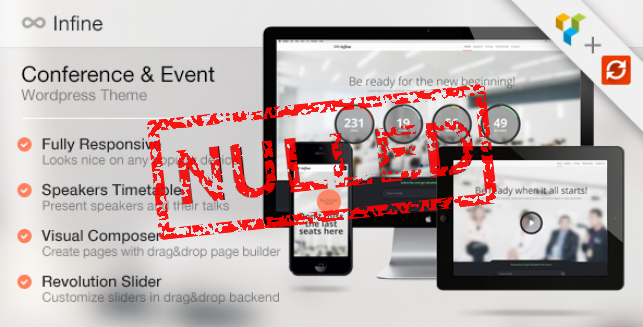 Infine
Conference & Event
Wordpress Theme
Fully Responsive
Looks nice on any
Speakers Timetable
Present speakers and their talks
Visual Composer
Create pages with drag&drop page builder
Revolution Slider
Customize sliders in drag&drop backend
NULLED
Infine
Be ready for the new beginning!
231
19
49
the last
seats here
Be ready when it all starts!